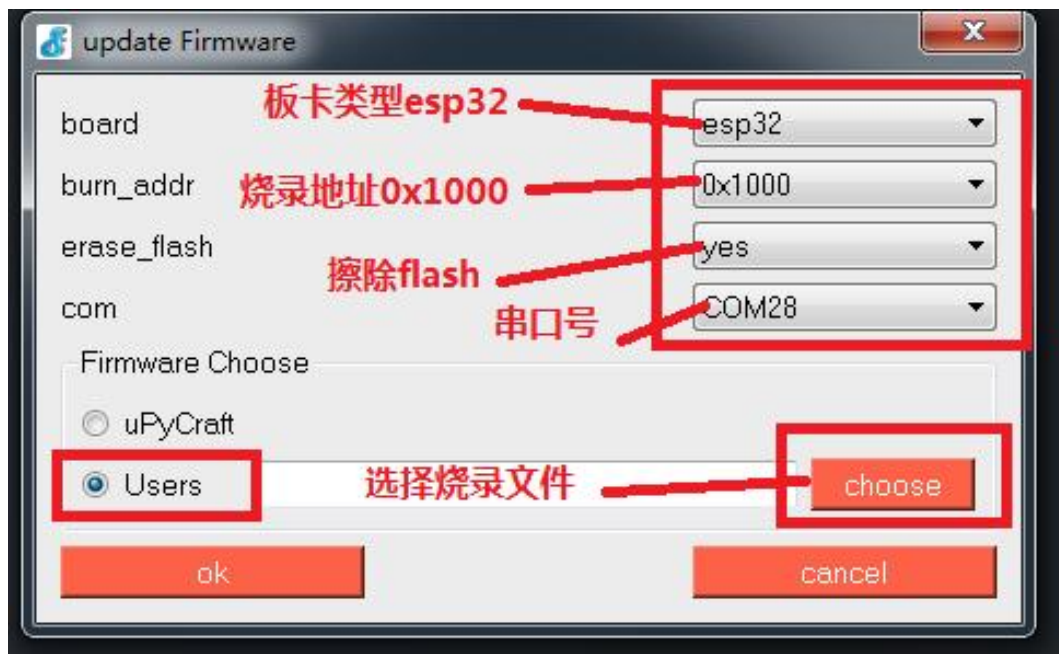 update Firmware
板卡类型esp32
board
esp32
burn_addr
烧录地址0x1000
0x1000
erase_flash
擦除flash
yes
com
串口号
COM28
Firmware Choose
uPyCraft
Users
选择烧录文件
choose
ok
cancel